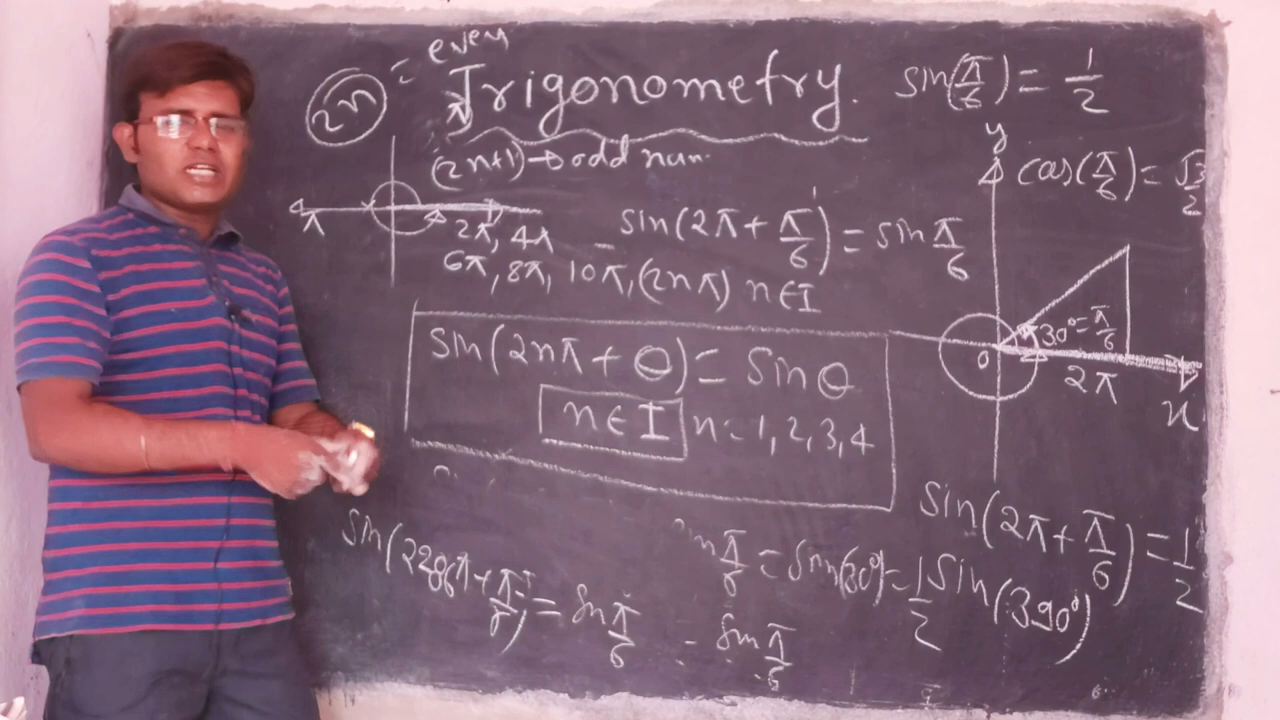 2n = even
Trigonometry.
π
(2n+1)→odd num.
π
2π, 4π
6π, 8π, 10π, (2nπ) n∈I
sin(2π + π/6) = sin π/6
sin(2nπ + θ) = Sinθ
n∈I n = 1, 2, 3, 4
sin(π/6) = 1/2
y
cos(π/6) = √3/2
30° = π/6
0
2π
x
Sin(2π + π/6) = 1/2
Sin(390°)
π/6 = Sin(30°) = 1/2
Sin(2286π + π/6) = Sin π/6
= Sin π/6